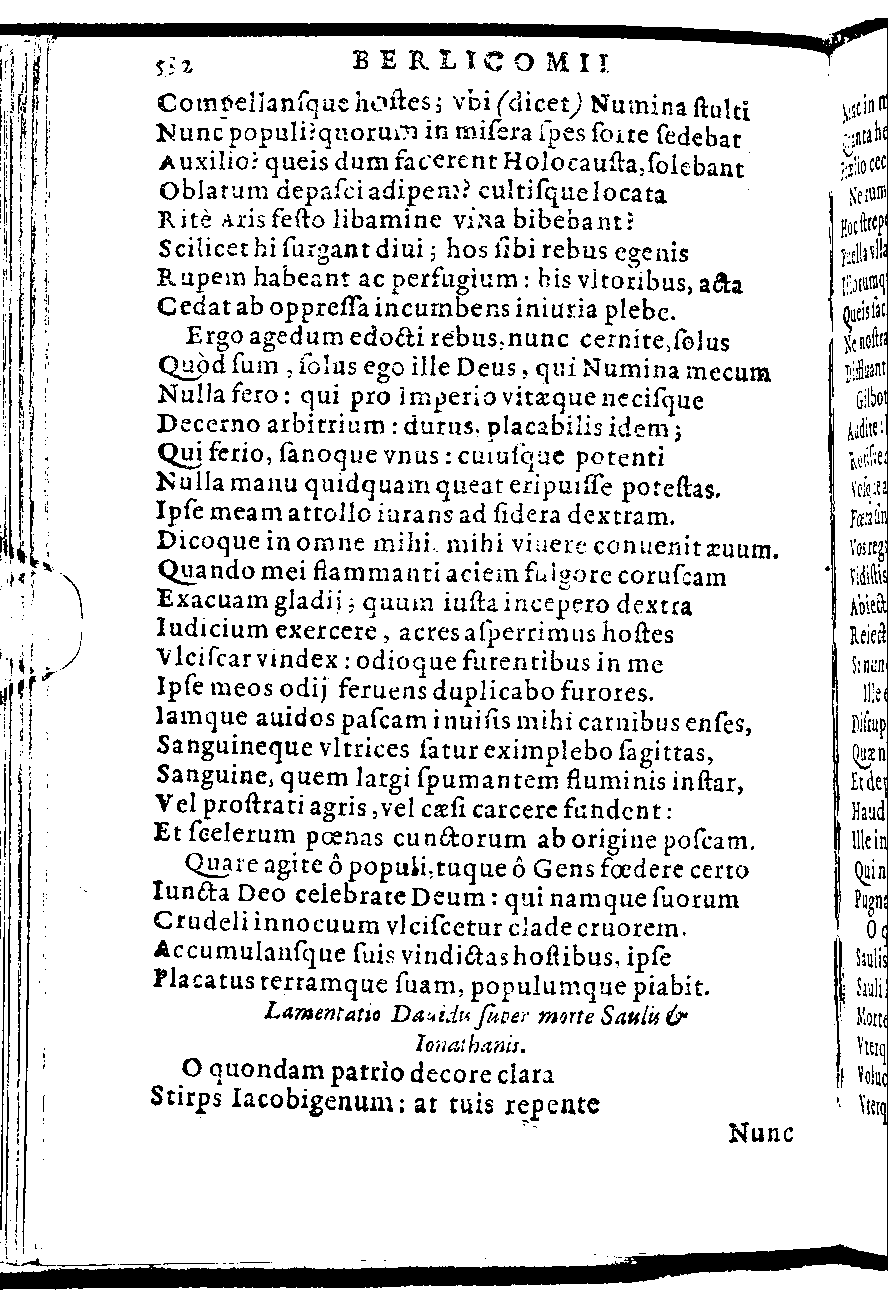 532 BERLICOMII
Compellanſque hoſtes; vbi (dicet) Numina ſtulti
Nunc populi? quorum in miſera ſpes ſorte ſedebat
Auxilio? queis dum facerent Holocauſta, ſolebant
Oblatum depaſci adipem? cultiſque locata
Ritè Aris feſto libamine vina bibebant?
Scilicet hi ſurgant diui; hos ſibi rebus egenis
Rupem habeant ac perfugium: his vltoribus, acta
Cedat ab oppreſſa incumbens iniuria plebe.
Ergo agedum edocti rebus, nunc cernite, ſolus
Quòd ſum, ſolus ego ille Deus, qui Numina mecum
Nulla fero: qui pro imperio vitæque neciſque
Decerno arbitrium: durus, placabilis idem;
Qui ferio, ſanoque vnus: cuiuſque potenti
Nulla manu quidquam queat eripuiſſe poteſtas.
Ipſe meam attollo iurans ad ſidera dextram.
Dicoque in omne mihi, mihi viuere conuenit æuum.
Quando mei flammanti aciem fulgore coruſcam
Exacuam gladij; quum iuſta incepero dextra
Iudicium exercere, acres aſperrimus hoſtes
Vlciſcar vindex: odioque furentibus in me
Ipſe meos odij feruens duplicabo furores.
Iamque auidos paſcam inuiſis mihi carnibus enſes,
Sanguineque vltrices ſatur eximplebo ſagittas,
Sanguine, quem largi ſpumantem fluminis inſtar,
Vel proſtrati agris, vel cæſi carcere fundent:
Et ſcelerum pœnas cunctorum ab origine poſcam.
Quare agite ô populi, tuque ô Gens fœdere certo
Iuncta Deo celebrate Deum: qui namque ſuorum
Crudeli innocuum vlciſcetur clade cruorem.
Accumulanſque ſuis vindictas hoſtibus, ipſe
Placatus terramque ſuam, populumque piabit.
Lamentatio Dauidis ſuper morte Saulis &
Ionathanis.
O quondam patrio decore clara
Stirps Iacobigenum: at tuis repente
Nunc